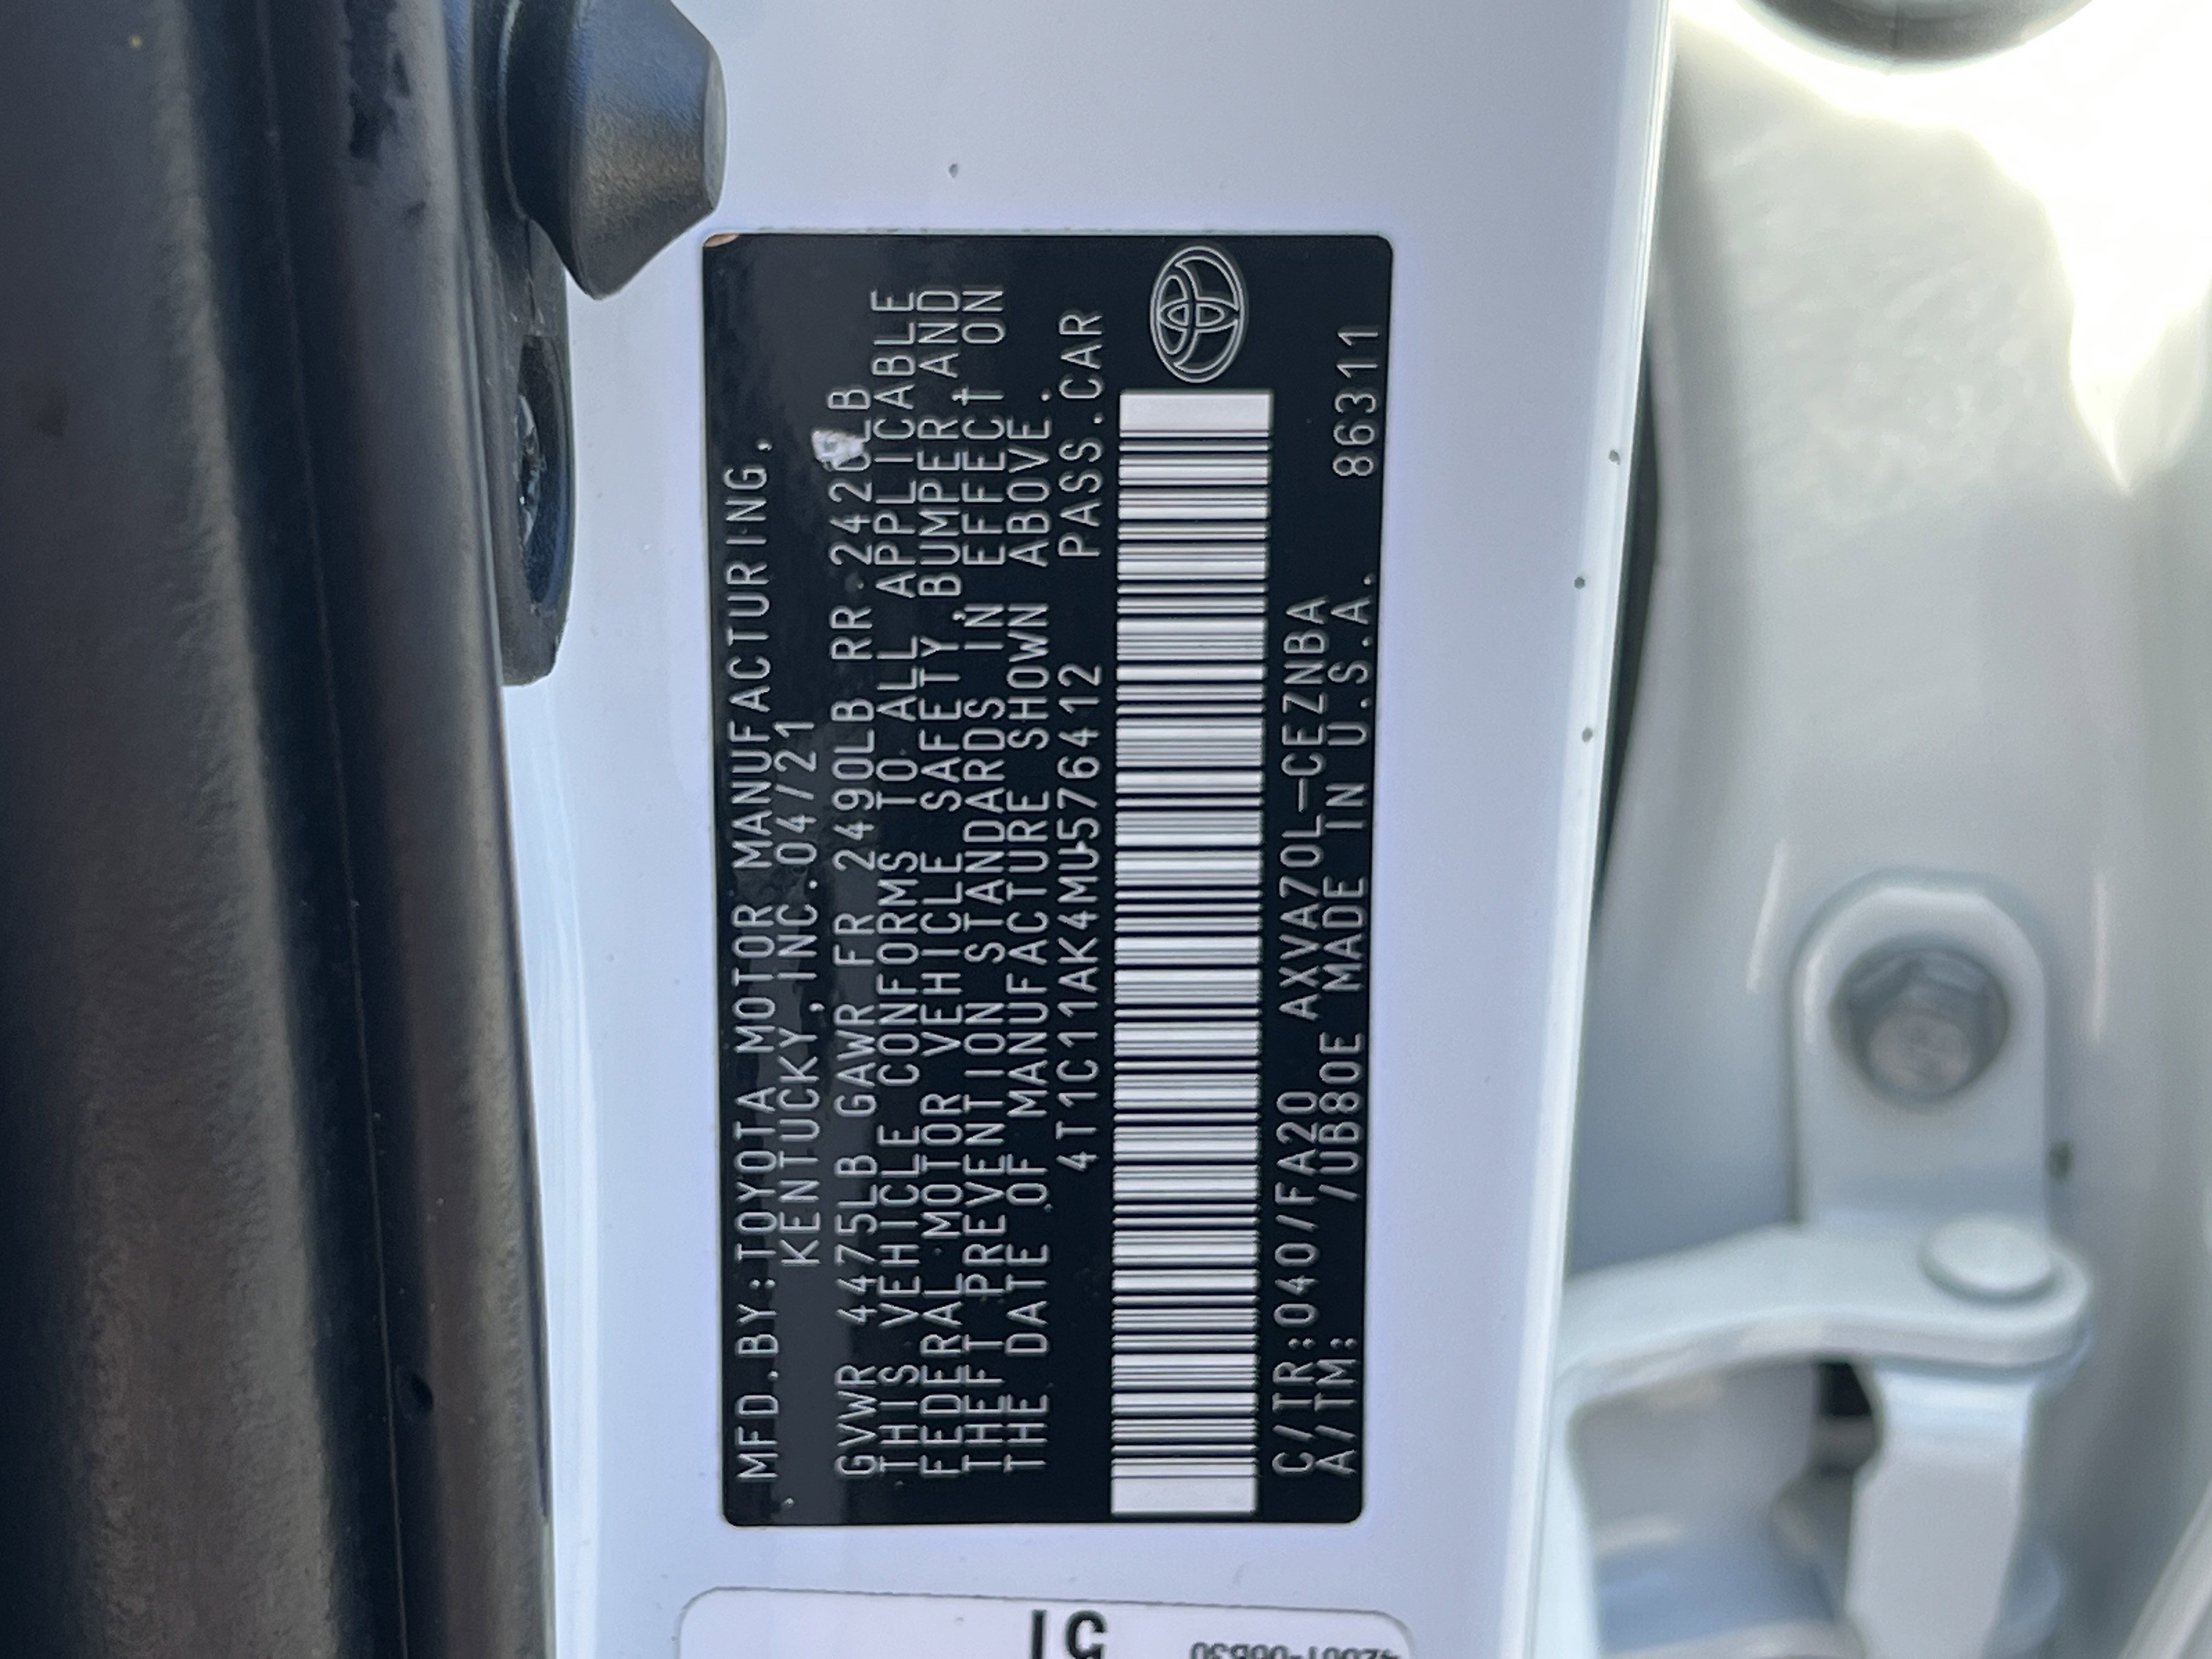 MFD.BY:TOYOTA MOTOR MANUFACTURING,
KENTUCKY,INC.04/21
GVWR 4475LB GAWR FR 2490LB RR 2420LB
THIS VEHICLE CONFORMS TO ALL APPLICABLE
FEDERAL MOTOR VEHICLE SAFETY,BUMPER,AND
THEFT PREVENTION STANDARDS IN EFFECT ON
THE DATE OF MANUFACTURE SHOWN ABOVE.
4T1C11AK4MU576412 PASS.CAR
C/TR:040/FA20 AXVA70L-CEZNBA
A/TM: /UB80E MADE IN U.S.A. 86311
51